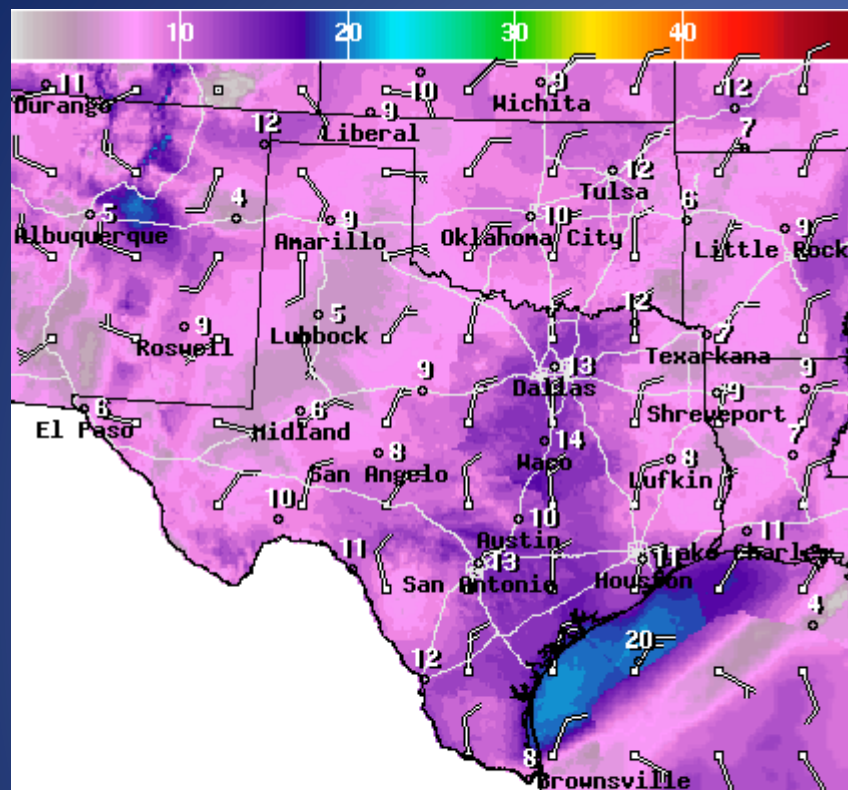 10 20 30 40
11 10 9 12
Durango Wichita
9
Liberal
12 7
12
Tulsa
5 4 9 10 6 9
Albuquerque Amarillo Oklahoma City Little Rock
9 5 12 7
Roswell Lubbock Texarkana
13
Dallas
6 6 9 9 9
El Paso Midland Shreveport
8 14 8 7
San Angelo Waco Lufkin
10 10 11
Austin
11 13 11 Lake Charles
San Antonio Houston
4
12 20
8
Brownsville